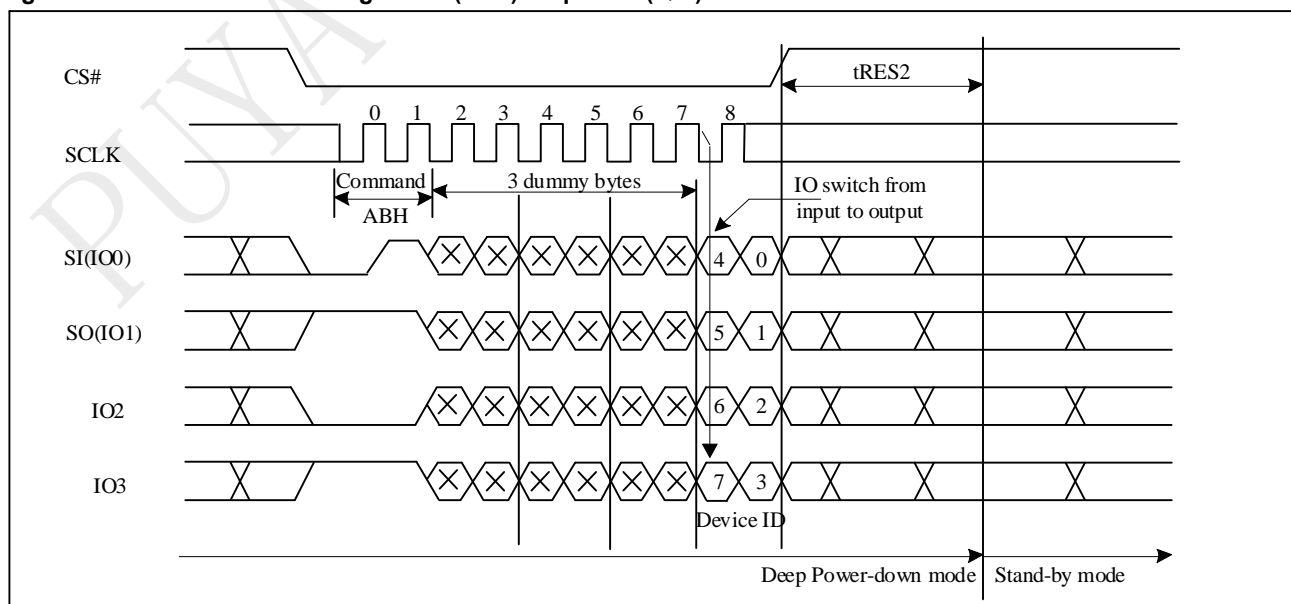 PUYA
CS#
tRES2
0 1 2 3 4 5 6 7 8
SCLK
Command
3 dummy bytes
IO switch from
input to output
ABH
SI(IO0)
4 0
SO(IO1)
5 1
IO2
6 2
IO3
7 3
Device ID
Deep Power-down mode
Stand-by mode